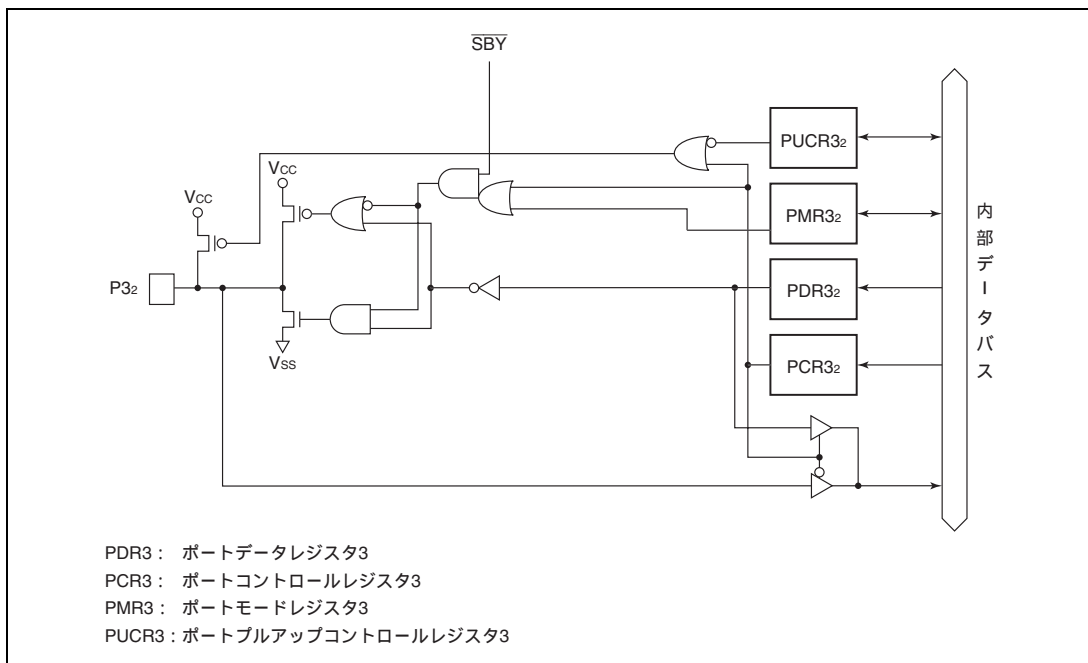 SBY
PUCR3₂
VCC
VCC
PMR3₂
内部データバス
P3₂
PDR3₂
VSS
PCR3₂
PDR3： ポートデータレジスタ3
PCR3： ポートコントロールレジスタ3
PMR3： ポートモードレジスタ3
PUCR3：ポートプルアップコントロールレジスタ3